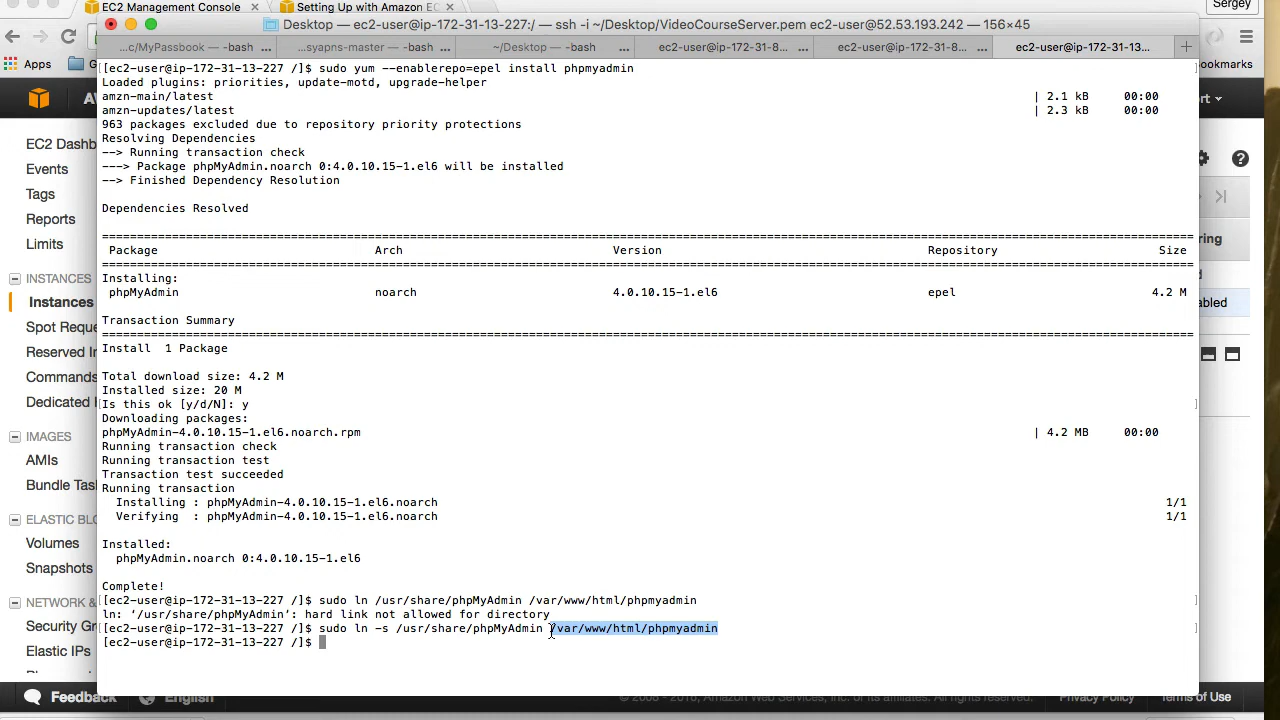 EC2 Management Console
Setting Up with Amazon E
Sergey
Desktop — ec2-user@ip-172-31-13-227:/ — ssh -i ~/Desktop/VideoCourseServer.pem ec2-user@52.53.193.242 — 156×45
...c/MyPassbook — -bash
...syapns-master — -bash
~/Desktop — -bash
ec2-user@ip-172-31-8...
ec2-user@ip-172-31-8...
ec2-user@ip-172-31-13...
Apps
[ec2-user@ip-172-31-13-227 /]$ sudo yum --enablerepo=epel install phpmyadmin
Loaded plugins: priorities, update-motd, upgrade-helper
amzn-main/latest | 2.1 kB 00:00
amzn-updates/latest | 2.3 kB 00:00
963 packages excluded due to repository priority protections
Resolving Dependencies
--> Running transaction check
---> Package phpMyAdmin.noarch 0:4.0.10.15-1.el6 will be installed
--> Finished Dependency Resolution
Dependencies Resolved
Package Arch Version Repository Size
Installing:
phpMyAdmin noarch 4.0.10.15-1.el6 epel 4.2 M
Transaction Summary
Install 1 Package
Total download size: 4.2 M
Installed size: 20 M
Is this ok [y/d/N]: y
Downloading packages:
phpMyAdmin-4.0.10.15-1.el6.noarch.rpm | 4.2 MB 00:00
Running transaction check
Running transaction test
Transaction test succeeded
Running transaction
Installing : phpMyAdmin-4.0.10.15-1.el6.noarch 1/1
Verifying : phpMyAdmin-4.0.10.15-1.el6.noarch 1/1
Installed:
phpMyAdmin.noarch 0:4.0.10.15-1.el6
Complete!
[ec2-user@ip-172-31-13-227 /]$ sudo ln /usr/share/phpMyAdmin /var/www/html/phpmyadmin
ln: ‘/usr/share/phpMyAdmin’: hard link not allowed for directory
[ec2-user@ip-172-31-13-227 /]$ sudo ln -s /usr/share/phpMyAdmin /var/www/html/phpmyadmin
[ec2-user@ip-172-31-13-227 /]$
EC2 Dashb
Events
Tags
Reports
Limits
INSTANCES
Instances
Spot Reque
Reserved In
Commands
Dedicated
IMAGES
AMIs
Bundle Task
ELASTIC BLO
Volumes
Snapshots
NETWORK &
Security Gr
Elastic IPs
ort
ring
abled
Feedback
English
Privacy Policy
Terms of Use